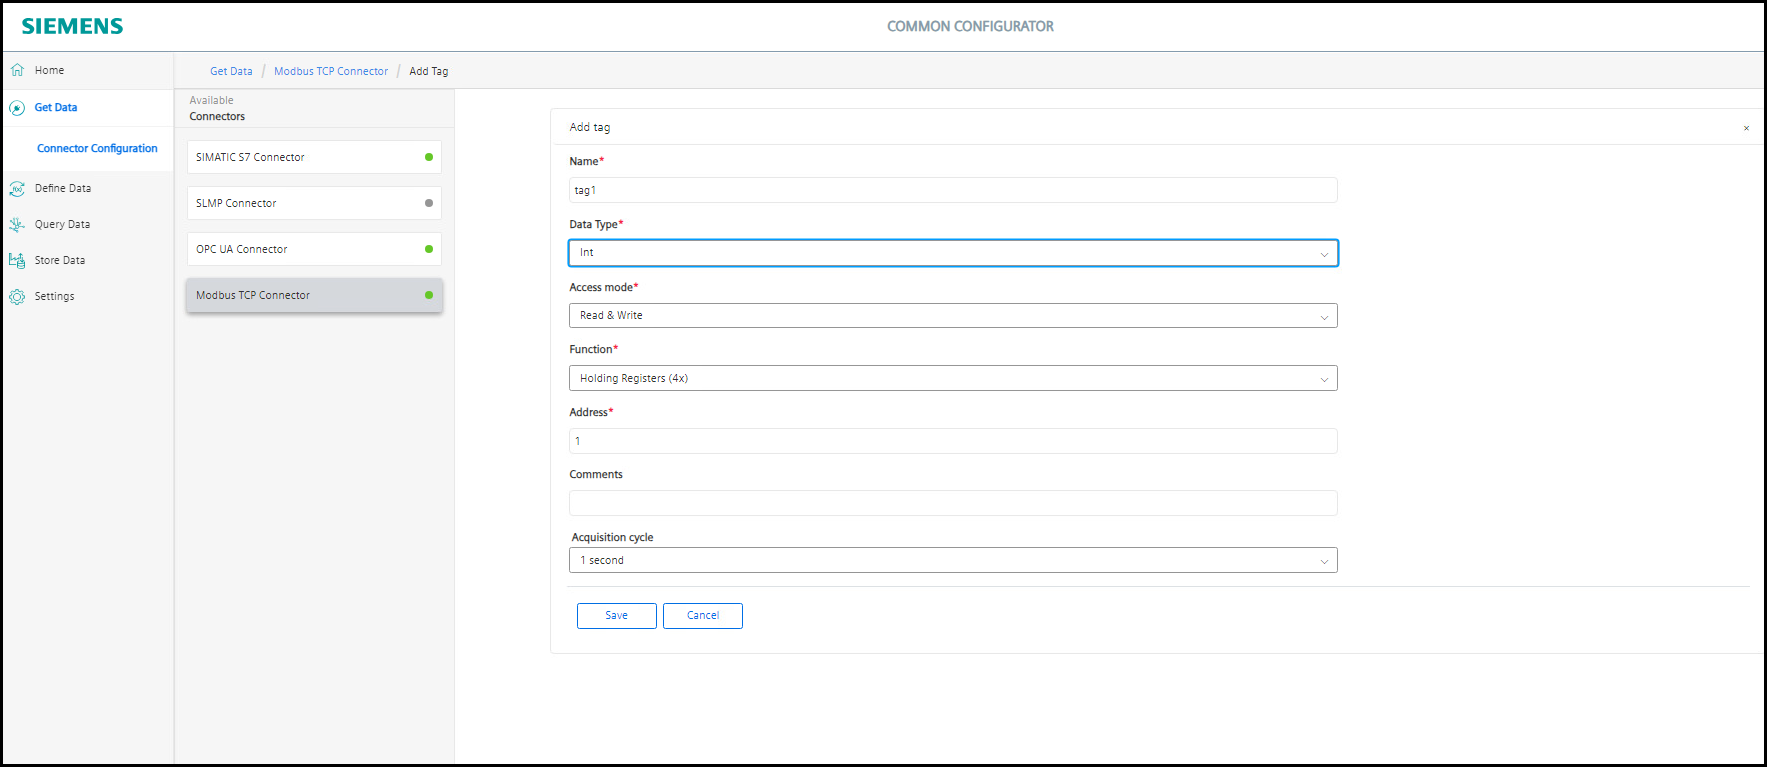 SIEMENS
COMMON CONFIGURATOR
Home
Get Data
Connector Configuration
Define Data
Query Data
Store Data
Settings
Get Data / Modbus TCP Connector / Add Tag
Available
Connectors
SIMATIC S7 Connector
SLMP Connector
OPC UA Connector
Modbus TCP Connector
Add tag
Name*
tag1
Data Type*
Int
Access mode*
Read & Write
Function*
Holding Registers (4x)
Address*
1
Comments
Acquisition cycle
1 second
Save Cancel